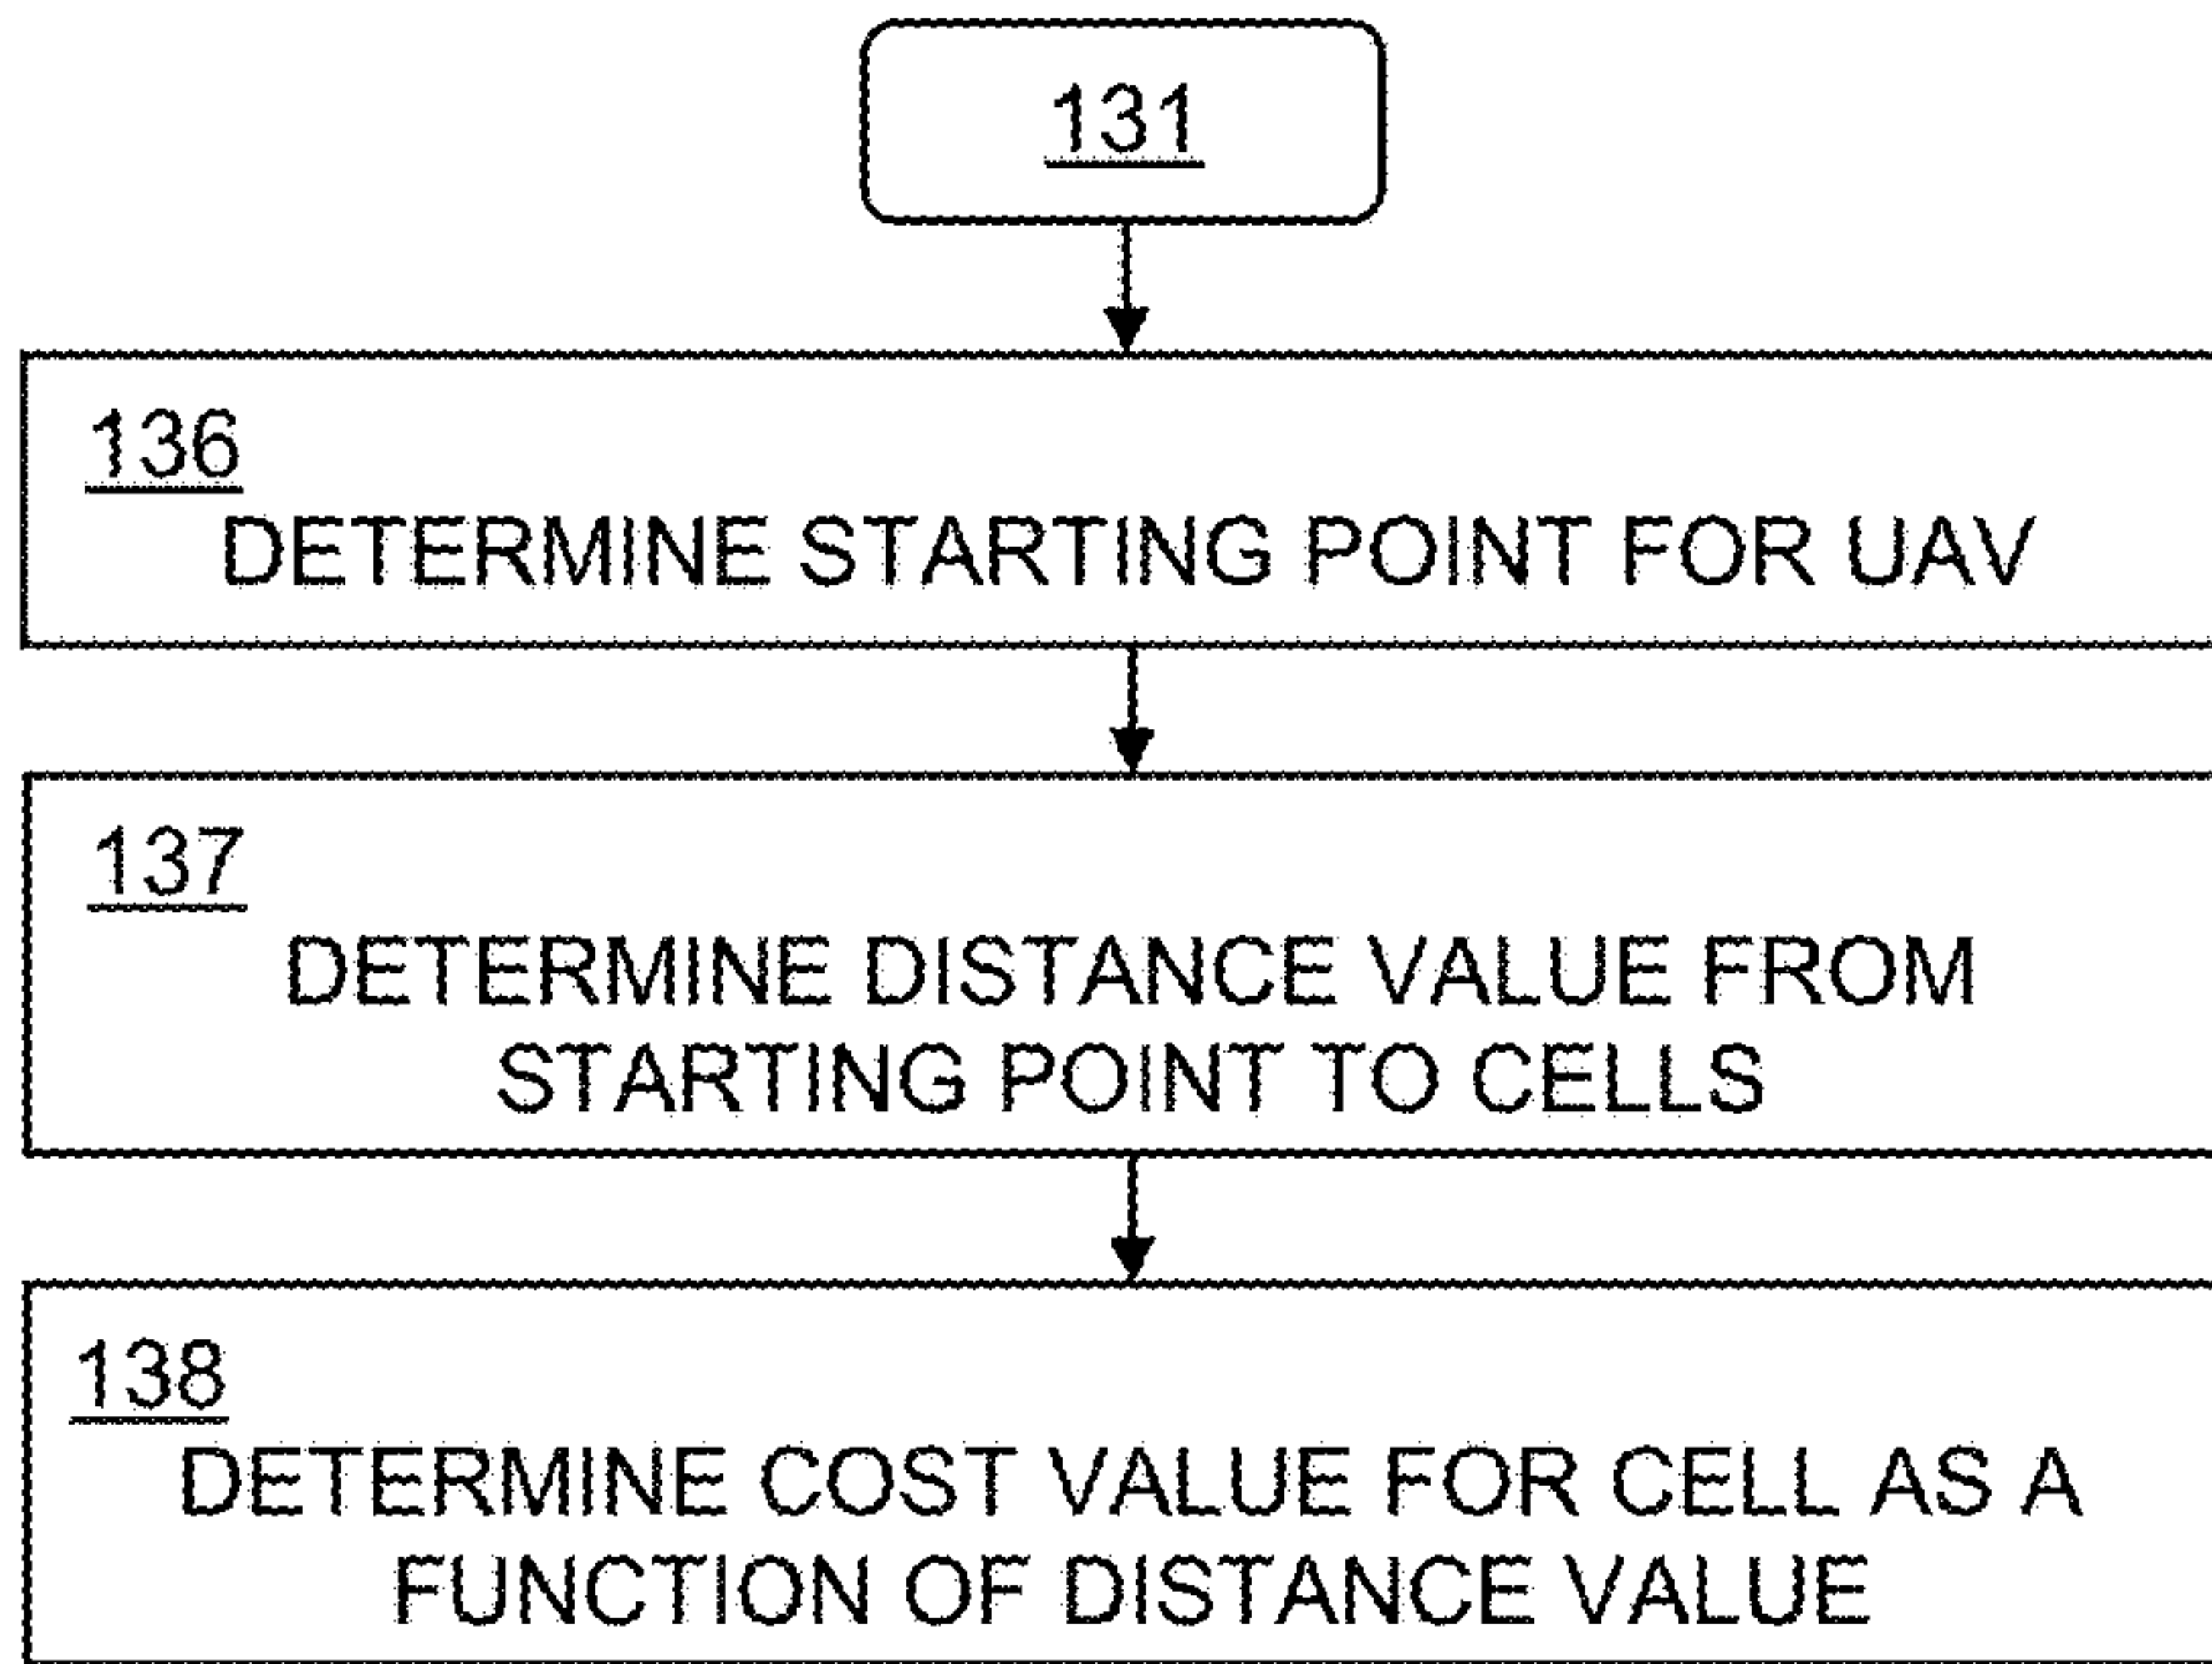 131
136
DETERMINE STARTING POINT FOR UAV
137
DETERMINE DISTANCE VALUE FROM
STARTING POINT TO CELLS
138
DETERMINE COST VALUE FOR CELL AS A
FUNCTION OF DISTANCE VALUE